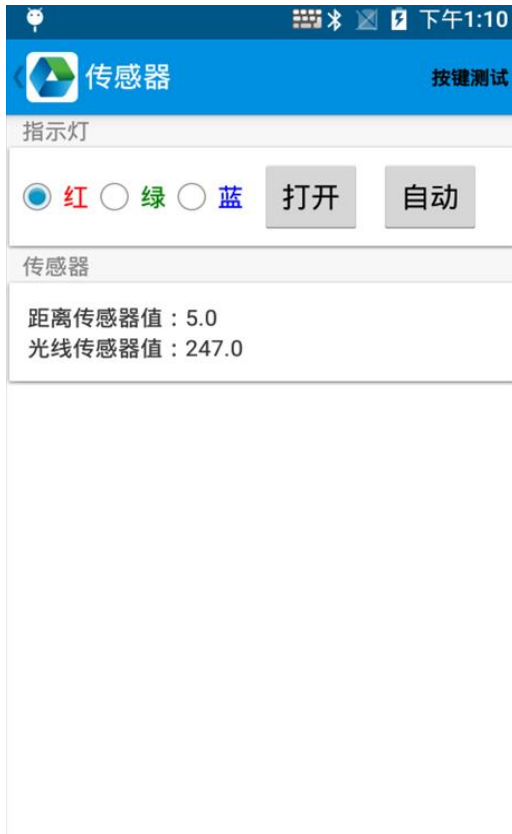 下午1:10
传感器 按键测试
指示灯
红 绿 蓝 打开 自动
传感器
距离传感器值：5.0
光线传感器值：247.0